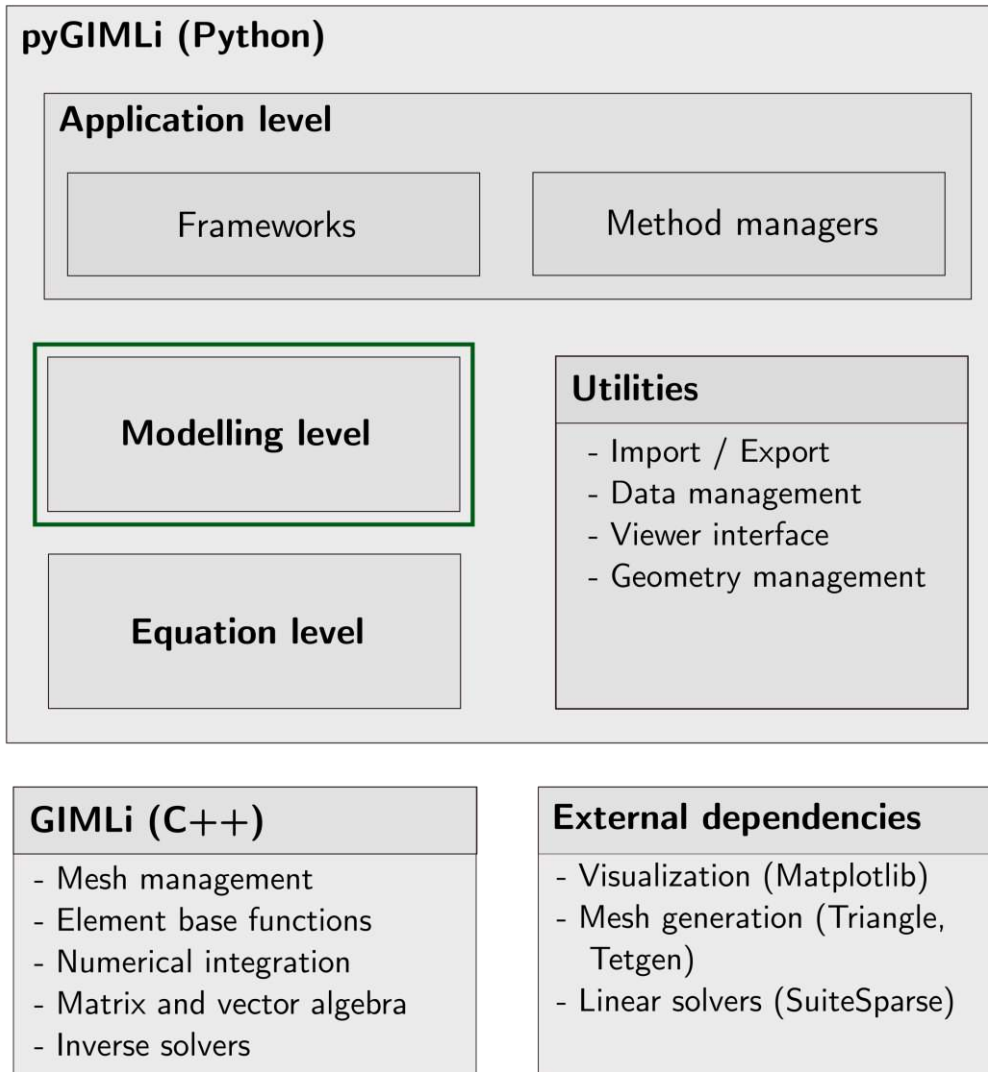 pyGIMLi (Python)
Application level
Frameworks
Method managers
Modelling level
Equation level
Utilities
- Import / Export
- Data management
- Viewer interface
- Geometry management
GIMLi (C++)
- Mesh management
- Element base functions
- Numerical integration
- Matrix and vector algebra
- Inverse solvers
External dependencies
- Visualization (Matplotlib)
- Mesh generation (Triangle,
Tetgen)
- Linear solvers (SuiteSparse)